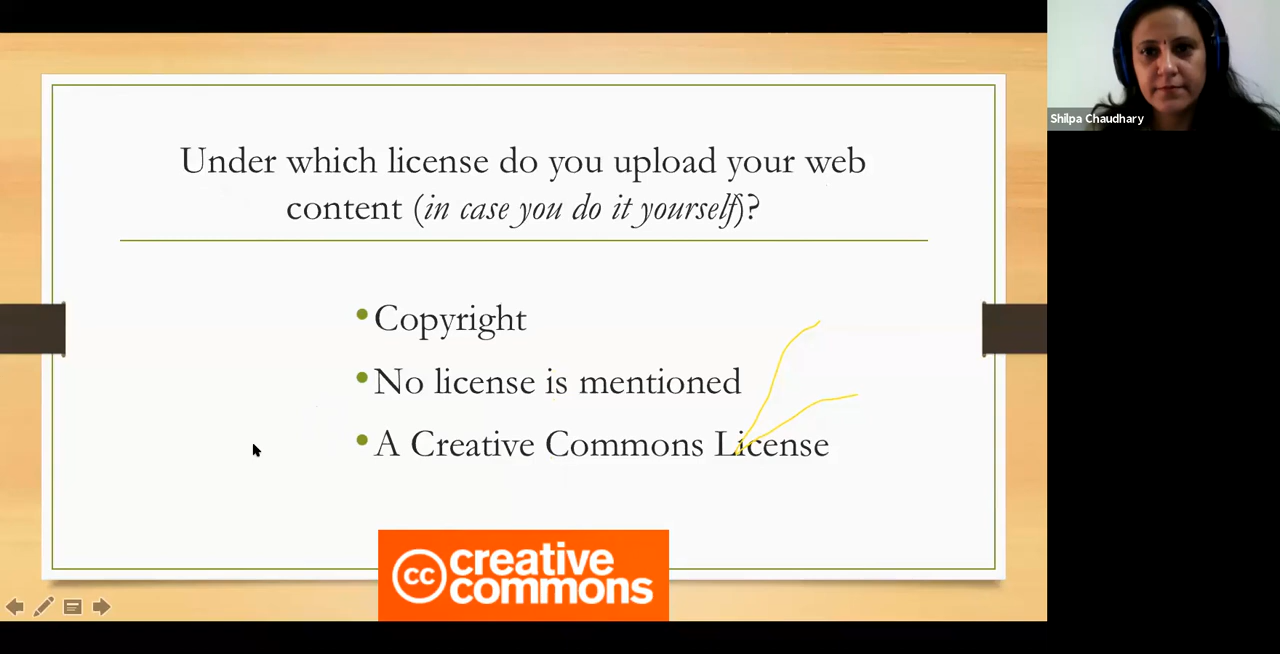 Under which license do you upload your web
content (in case you do it yourself)?
• Copyright
• No license is mentioned
• A Creative Commons License
cc creative
commons
Shilpa Chaudhary